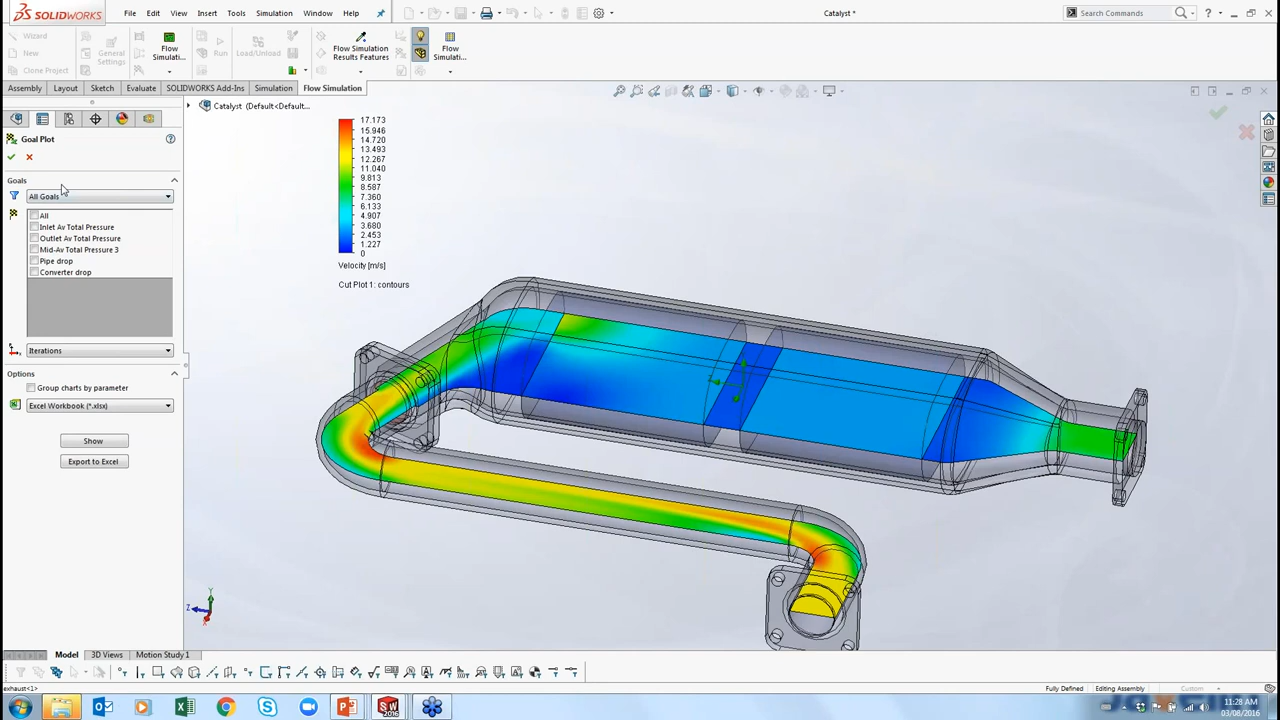 SOLIDWORKS File Edit View Insert Tools Simulation Window Help Catalyst * Search Commands
Wizard
New
Clone Project
General Settings
Flow Simulati...
Run
Load/Unload
Flow Simulation Results Features
Flow Simulati...
Assembly Layout Sketch Evaluate SOLIDWORKS Add-Ins Simulation Flow Simulation
Catalyst (Default<Default...
Goal Plot
Goals
All Goals
All
Inlet Av Total Pressure
Outlet Av Total Pressure
Mid-Av Total Pressure 3
Pipe drop
Converter drop
Iterations
Options
Group charts by parameter
Excel Workbook (*.xlsx)
Show
Export to Excel
17.173
15.946
14.720
13.493
12.267
11.040
9.813
8.587
7.360
6.133
4.907
3.680
2.453
1.227
0
Velocity [m/s]
Cut Plot 1: contours
Y
Z
Model 3D Views Motion Study 1
exhaust<1> Fully Defined Editing Assembly Custom
SW 2016
11:28 AM
03/08/2016